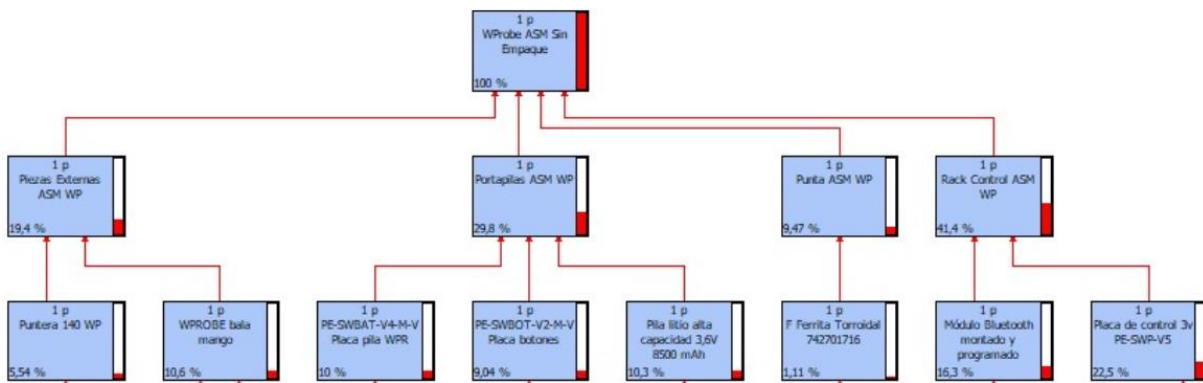 1 p
WProbe ASM Sin
Empaque
100 %
1 p
Piezas Externas
ASM WP
19,4 %
1 p
Portapilas ASM WP
29,8 %
1 p
Punta ASM WP
9,47 %
1 p
Rack Control ASM
WP
41,4 %
1 p
Puntera 140 WP
5,54 %
1 p
WPROBE bala
mango
10,6 %
1 p
PE-SWBAT-V4-M-V
Placa pila WPR
10 %
1 p
PE-SWBOT-V2-M-V
Placa botones
9,04 %
1 p
Pila litio alta
capacidad 3,6V
8500 mAh
10,3 %
1 p
F Ferrita Torroidal
742701716
1,11 %
1 p
Módulo Bluetooth
montado y
programado
16,3 %
1 p
Placa de control 3v
PE-SWP-V5
22,5 %